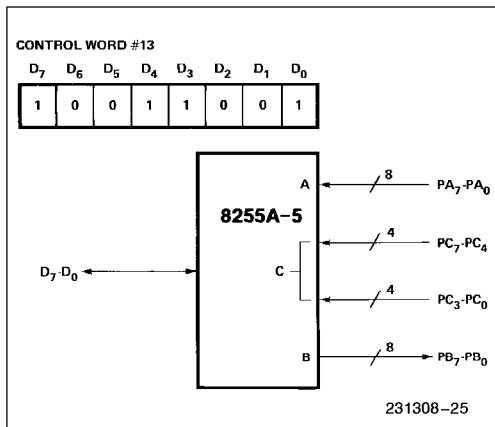 CONTROL WORD #13
D7 D6 D5 D4 D3 D2 D1 D0
1 0 0 1 1 0 0 1
8255A-5
A
8
PA7-PA0
4
PC7-PC4
D7-D0
C
4
PC3-PC0
B
8
PB7-PB0
231308-25